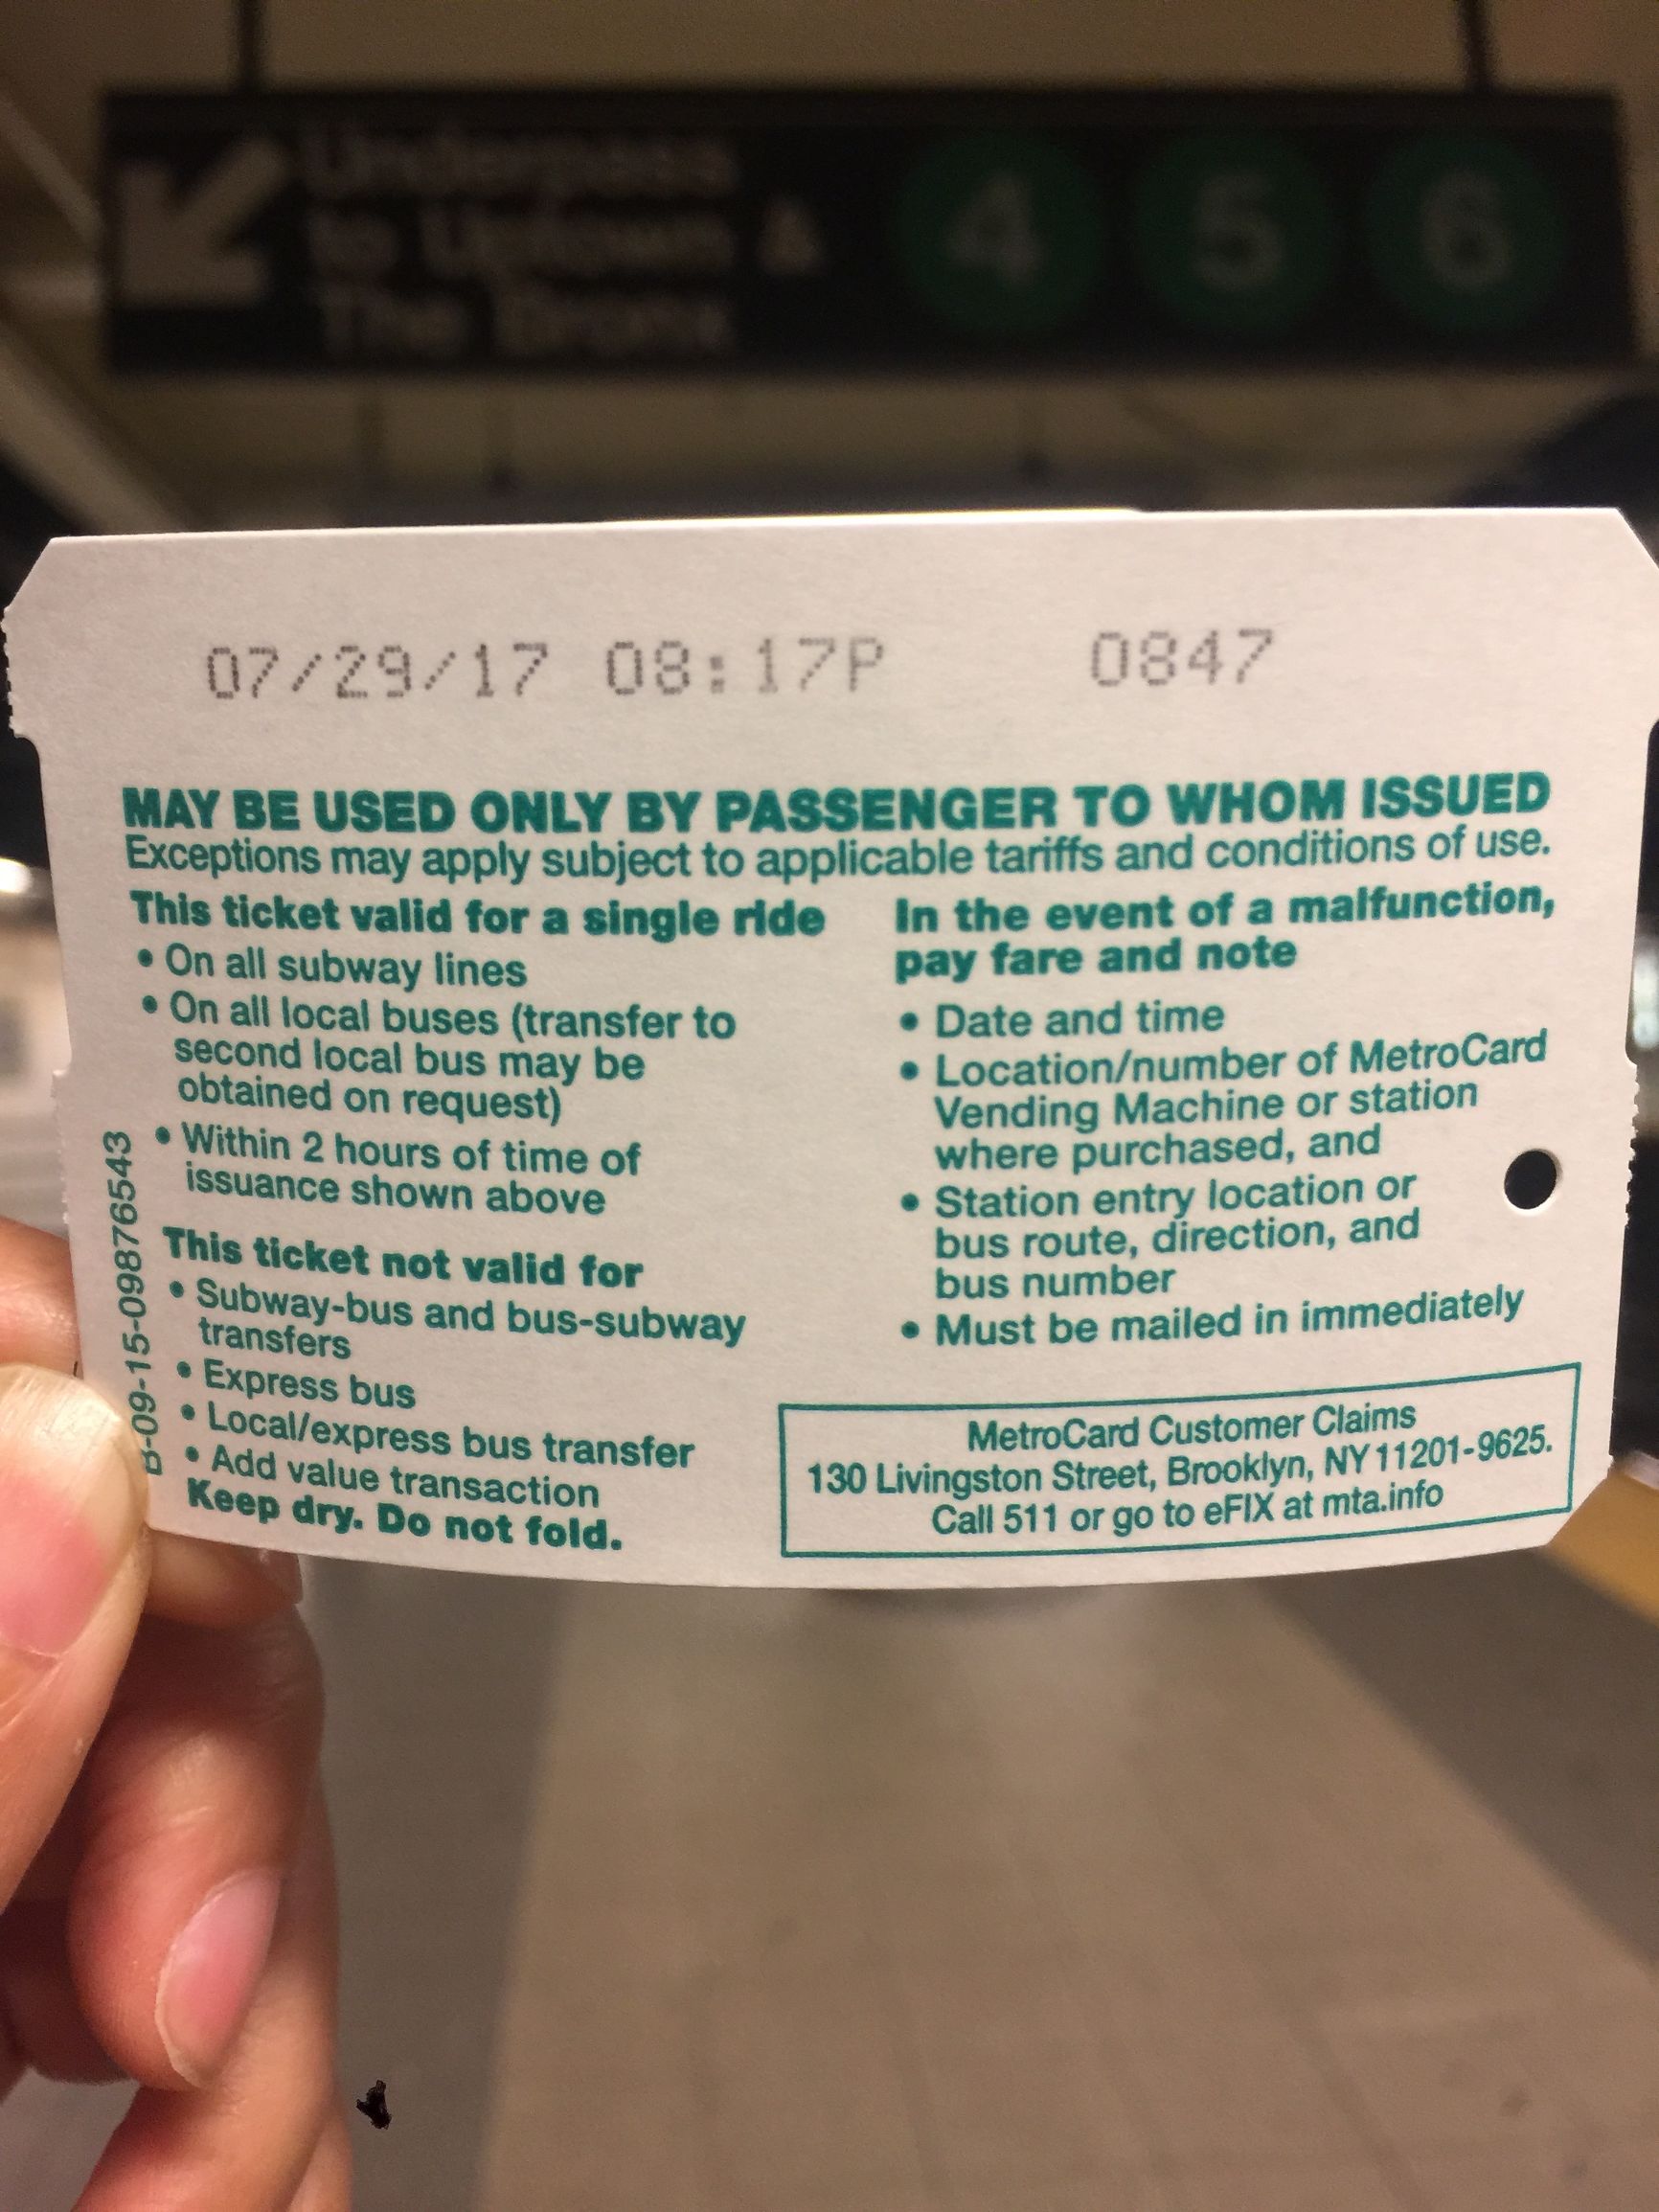 Underpass
to Uptown &
The Bronx
4 5 6
07/29/17 08:17P 0847
MAY BE USED ONLY BY PASSENGER TO WHOM ISSUED
Exceptions may apply subject to applicable tariffs and conditions of use.
This ticket valid for a single ride
• On all subway lines
• On all local buses (transfer to
second local bus may be
obtained on request)
• Within 2 hours of time of
issuance shown above
This ticket not valid for
• Subway-bus and bus-subway
transfers
• Express bus
• Local/express bus transfer
• Add value transaction
Keep dry. Do not fold.
In the event of a malfunction,
pay fare and note
• Date and time
• Location/number of MetroCard
Vending Machine or station
where purchased, and
• Station entry location or
bus route, direction, and
bus number
• Must be mailed in immediately
MetroCard Customer Claims
130 Livingston Street, Brooklyn, NY 11201-9625.
Call 511 or go to eFIX at mta.info
B-09-15-09876543